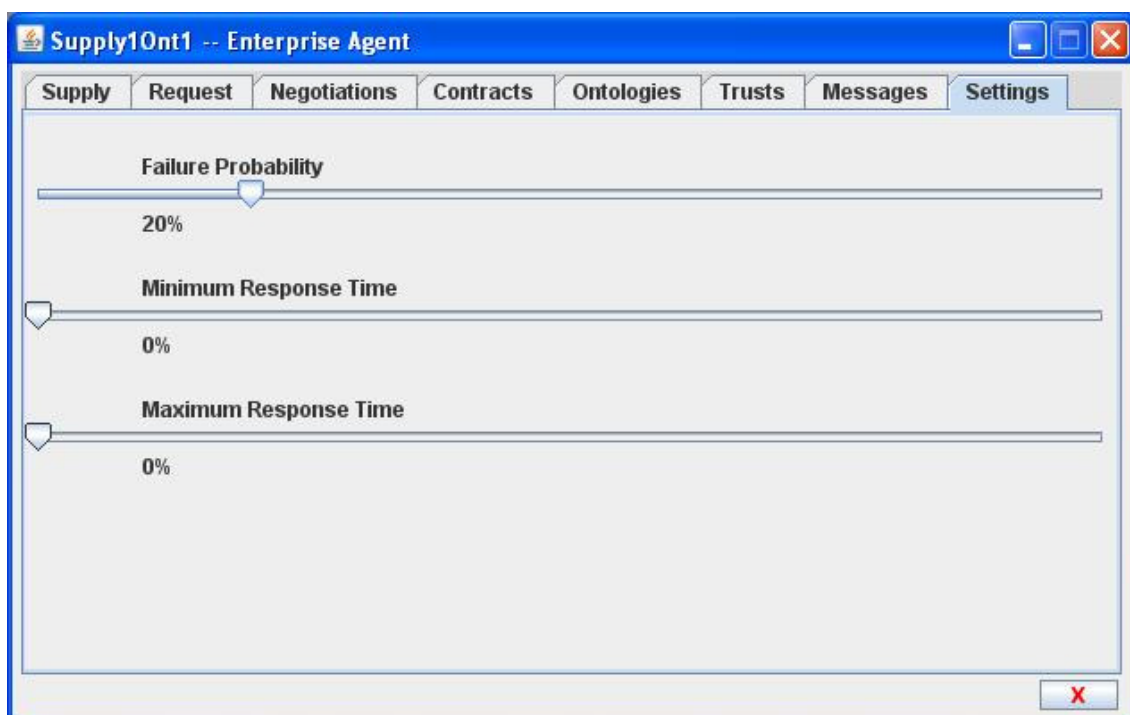 Supply1Ont1 -- Enterprise Agent
Supply Request Negotiations Contracts Ontologies Trusts Messages Settings
Failure Probability
20%
Minimum Response Time
0%
Maximum Response Time
0%
X